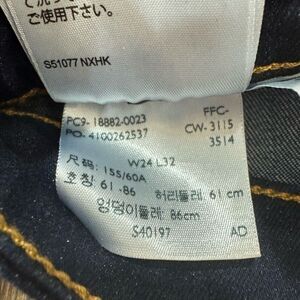 ご使用下さい。
S51077 NXHK
PC9- 18882-0023 FFC-
PO- 4100262537 CW-3115
3514
W24 L32
尺码: 155/60A
호칭: 61-86 허리둘레: 61 cm
엉덩이둘레: 86cm
S40197 AD